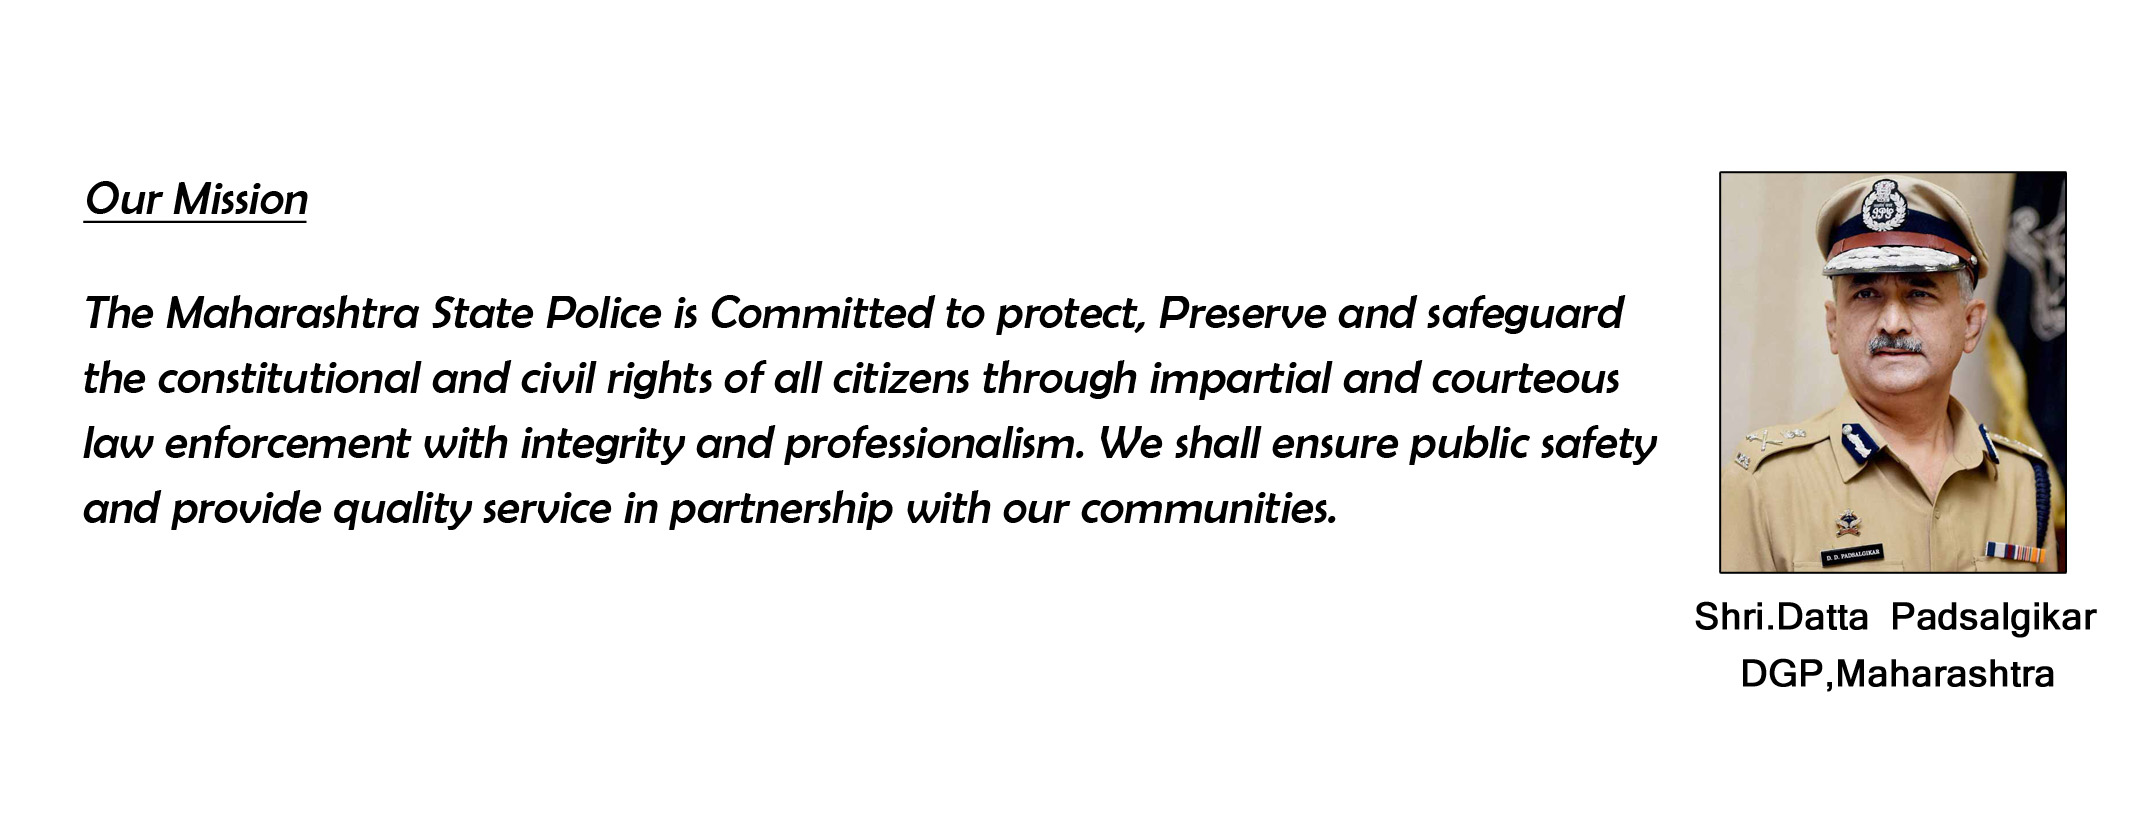 Our Mission
The Maharashtra State Police is Committed to protect, Preserve and safeguard
the constitutional and civil rights of all citizens through impartial and courteous
law enforcement with integrity and professionalism. We shall ensure public safety
and provide quality service in partnership with our communities.
D. D. PADSALGIKAR
Shri.Datta Padsalgikar
DGP,Maharashtra